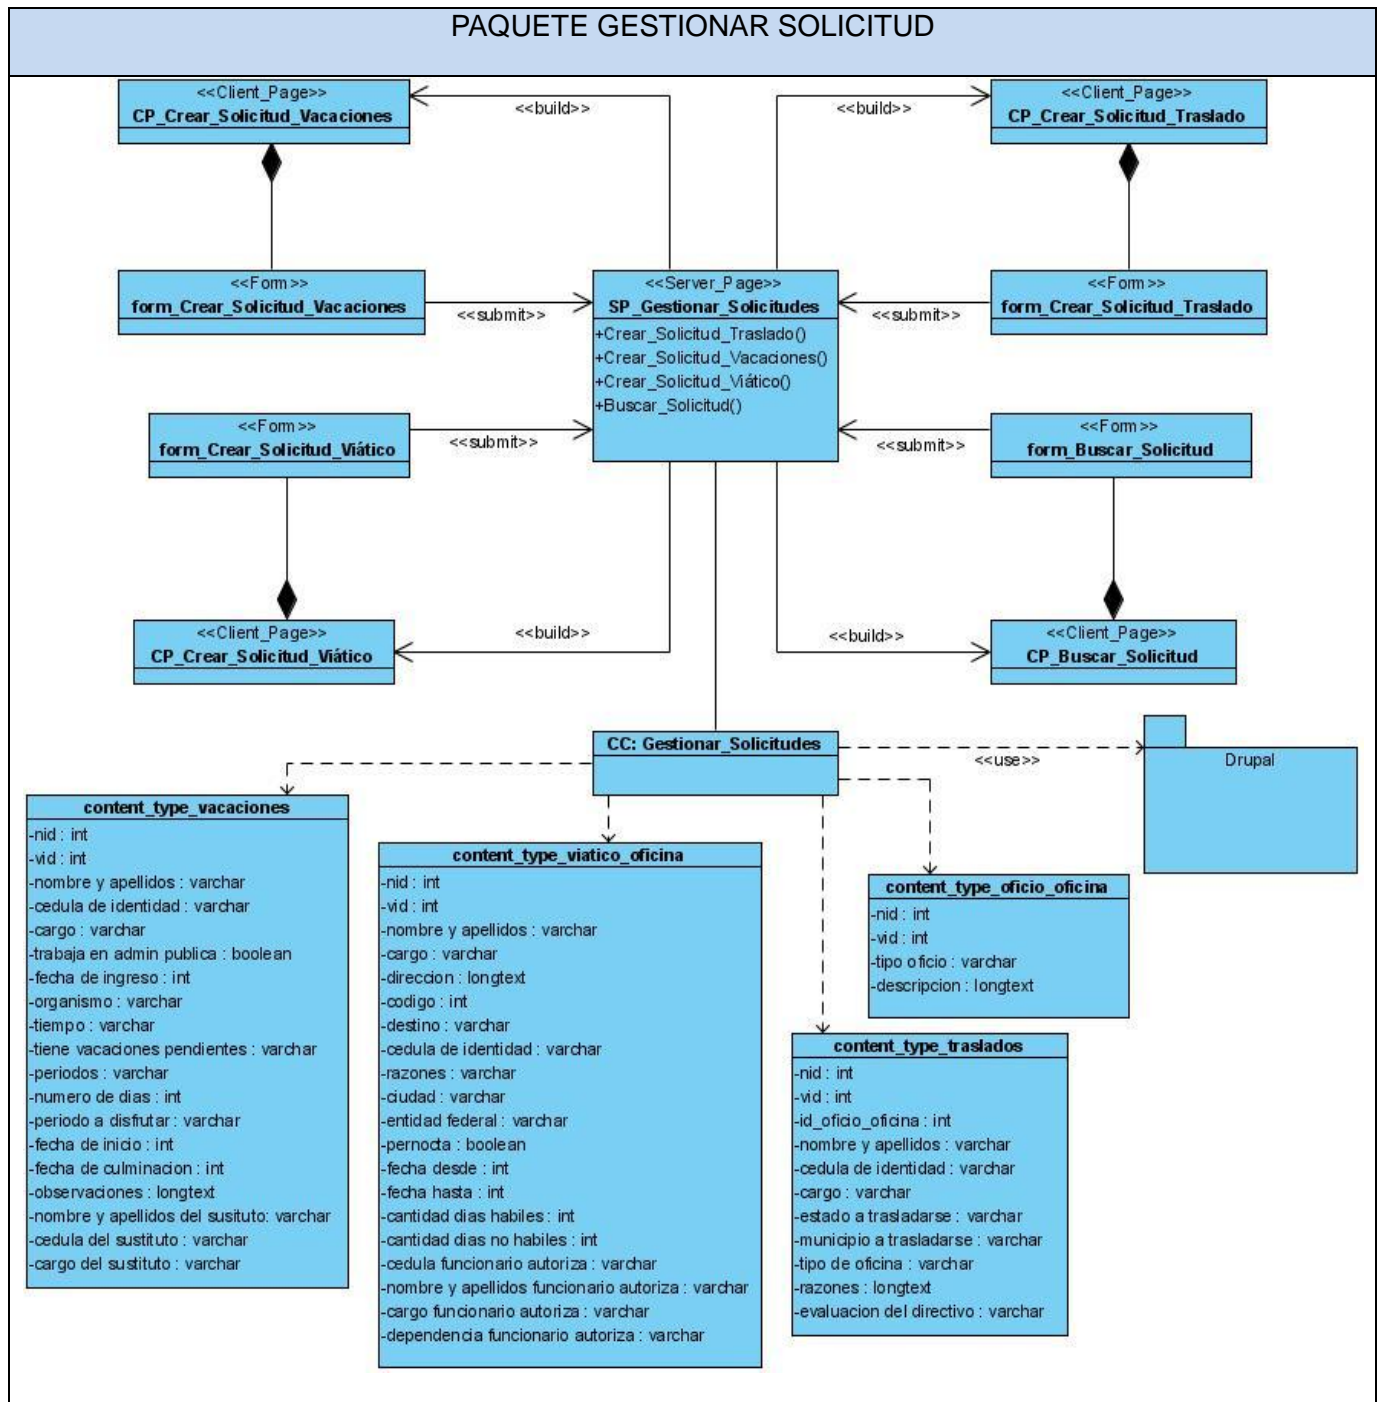 PAQUETE GESTIONAR SOLICITUD
<<Client_Page>>
CP_Crear_Solicitud_Vacaciones
<<build>>
<<build>>
<<Client_Page>>
CP_Crear_Solicitud_Traslado
<<Form>>
form_Crear_Solicitud_Vacaciones
<<submit>>
<<Server_Page>>
SP_Gestionar_Solicitudes
+Crear_Solicitud_Traslado()
+Crear_Solicitud_Vacaciones()
+Crear_Solicitud_Viático()
+Buscar_Solicitud()
<<submit>>
<<Form>>
form_Crear_Solicitud_Traslado
<<Form>>
form_Crear_Solicitud_Viático
<<submit>>
<<submit>>
<<Form>>
form_Buscar_Solicitud
<<Client_Page>>
CP_Crear_Solicitud_Viático
<<build>>
<<build>>
<<Client_Page>>
CP_Buscar_Solicitud
CC: Gestionar_Solicitudes
<<use>>
Drupal
content_type_vacaciones
-nid : int
-vid : int
-nombre y apellidos : varchar
-cedula de identidad : varchar
-cargo : varchar
-trabaja en admin publica : boolean
-fecha de ingreso : int
-organismo : varchar
-tiempo : varchar
-tiene vacaciones pendientes : varchar
-periodos : varchar
-numero de dias : int
-periodo a disfrutar : varchar
-fecha de inicio : int
-fecha de culminacion : int
-observaciones : longtext
-nombre y apellidos del susituto: varchar
-cedula del sustituto : varchar
-cargo del sustituto : varchar
content_type_viatico_oficina
-nid : int
-vid : int
-nombre y apellidos : varchar
-cargo : varchar
-direccion : longtext
-codigo : int
-destino : varchar
-cedula de identidad : varchar
-razones : varchar
-ciudad : varchar
-entidad federal : varchar
-pernocta : boolean
-fecha desde : int
-fecha hasta : int
-cantidad dias habiles : int
-cantidad dias no habiles : int
-cedula funcionario autoriza : varchar
-nombre y apellidos funcionario autoriza : varchar
-cargo funcionario autoriza : varchar
-dependencia funcionario autoriza : varchar
content_type_oficio_oficina
-nid : int
-vid : int
-tipo oficio : varchar
-descripcion : longtext
content_type_traslados
-nid : int
-vid : int
-id_oficio_oficina : int
-nombre y apellidos : varchar
-cedula de identidad : varchar
-cargo : varchar
-estado a trasladarse : varchar
-municipio a trasladarse : varchar
-tipo de oficina : varchar
-razones : longtext
-evaluacion del directivo : varchar